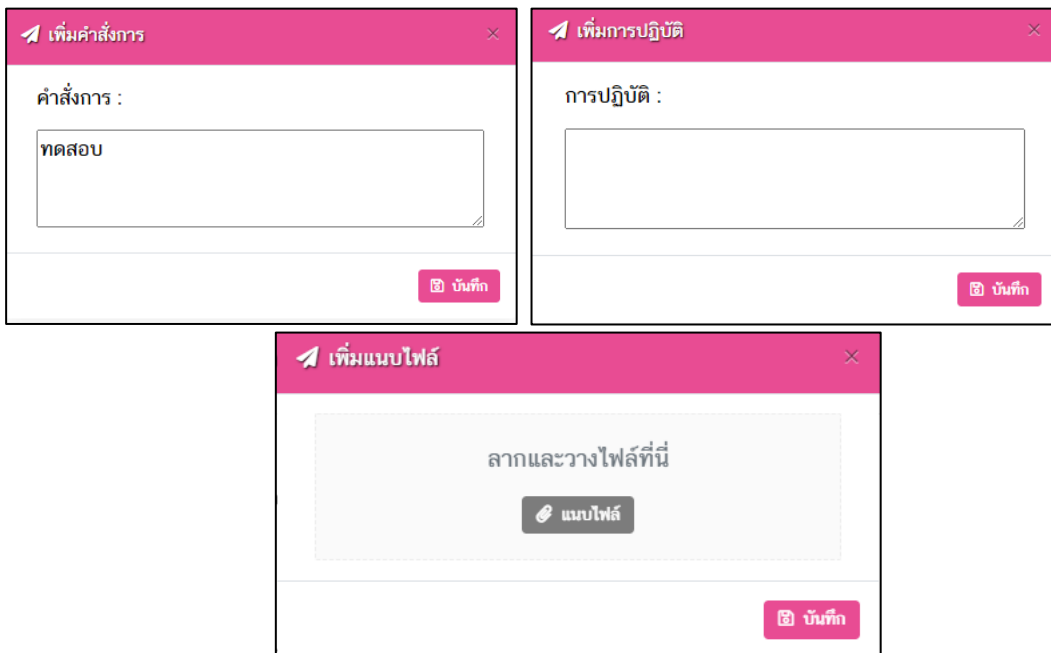 เพิ่มคำสั่งการ
คำสั่งการ :
ทดสอบ
บันทึก
เพิ่มการปฏิบัติ
การปฏิบัติ :
บันทึก
เพิ่มแนบไฟล์
ลากและวางไฟล์ที่นี่
แนบไฟล์
บันทึก